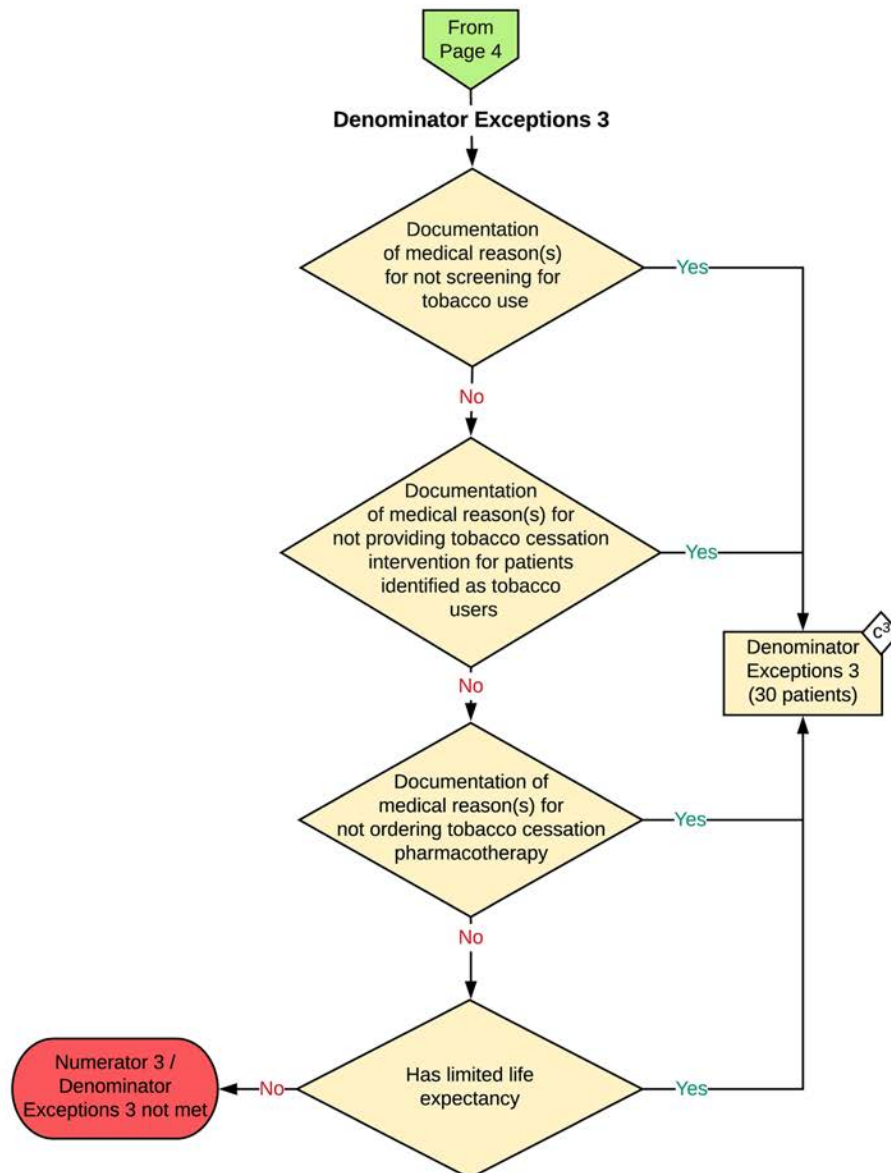 From
Page 4
Denominator Exceptions 3
Documentation
of medical reason(s)
for not screening for
tobacco use
Yes
No
Documentation
of medical reason(s) for
not providing tobacco cessation
intervention for patients
identified as tobacco
users
Yes
c³
Denominator
Exceptions 3
(30 patients)
No
Documentation of
medical reason(s) for
not ordering tobacco cessation
pharmacotherapy
Yes
No
Has limited life
expectancy
Yes
No
Numerator 3 /
Denominator
Exceptions 3 not met